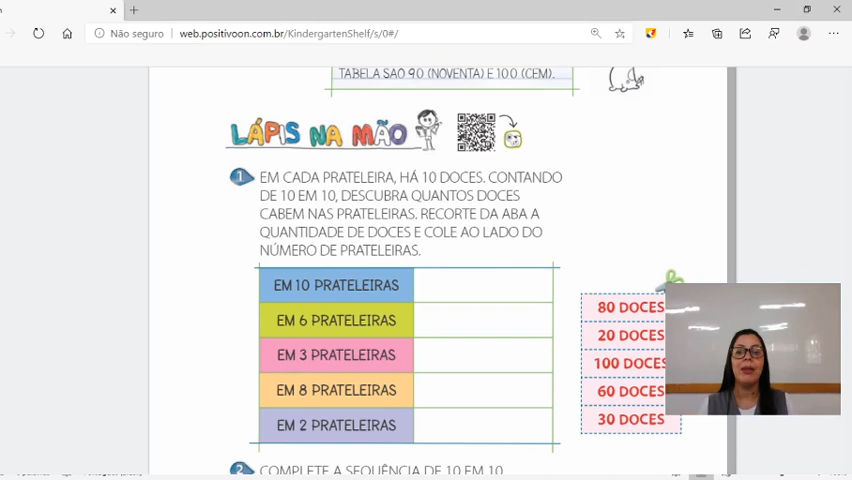 Não seguro
web.positivoon.com.br/KindergartenShelf/s/0#/
TABELA SÃO 90 (NOVENTA) E 100 (CEM).
LÁPIS NA MÃO
1 EM CADA PRATELEIRA, HÁ 10 DOCES. CONTANDO
DE 10 EM 10, DESCUBRA QUANTOS DOCES
CABEM NAS PRATELEIRAS. RECORTE DA ABA A
QUANTIDADE DE DOCES E COLE AO LADO DO
NÚMERO DE PRATELEIRAS.
EM 10 PRATELEIRAS
EM 6 PRATELEIRAS
EM 3 PRATELEIRAS
EM 8 PRATELEIRAS
EM 2 PRATELEIRAS
80 DOCES
20 DOCES
100 DOCES
60 DOCES
30 DOCES
2 COMPLETE A SEQUÊNCIA DE 10 EM 10